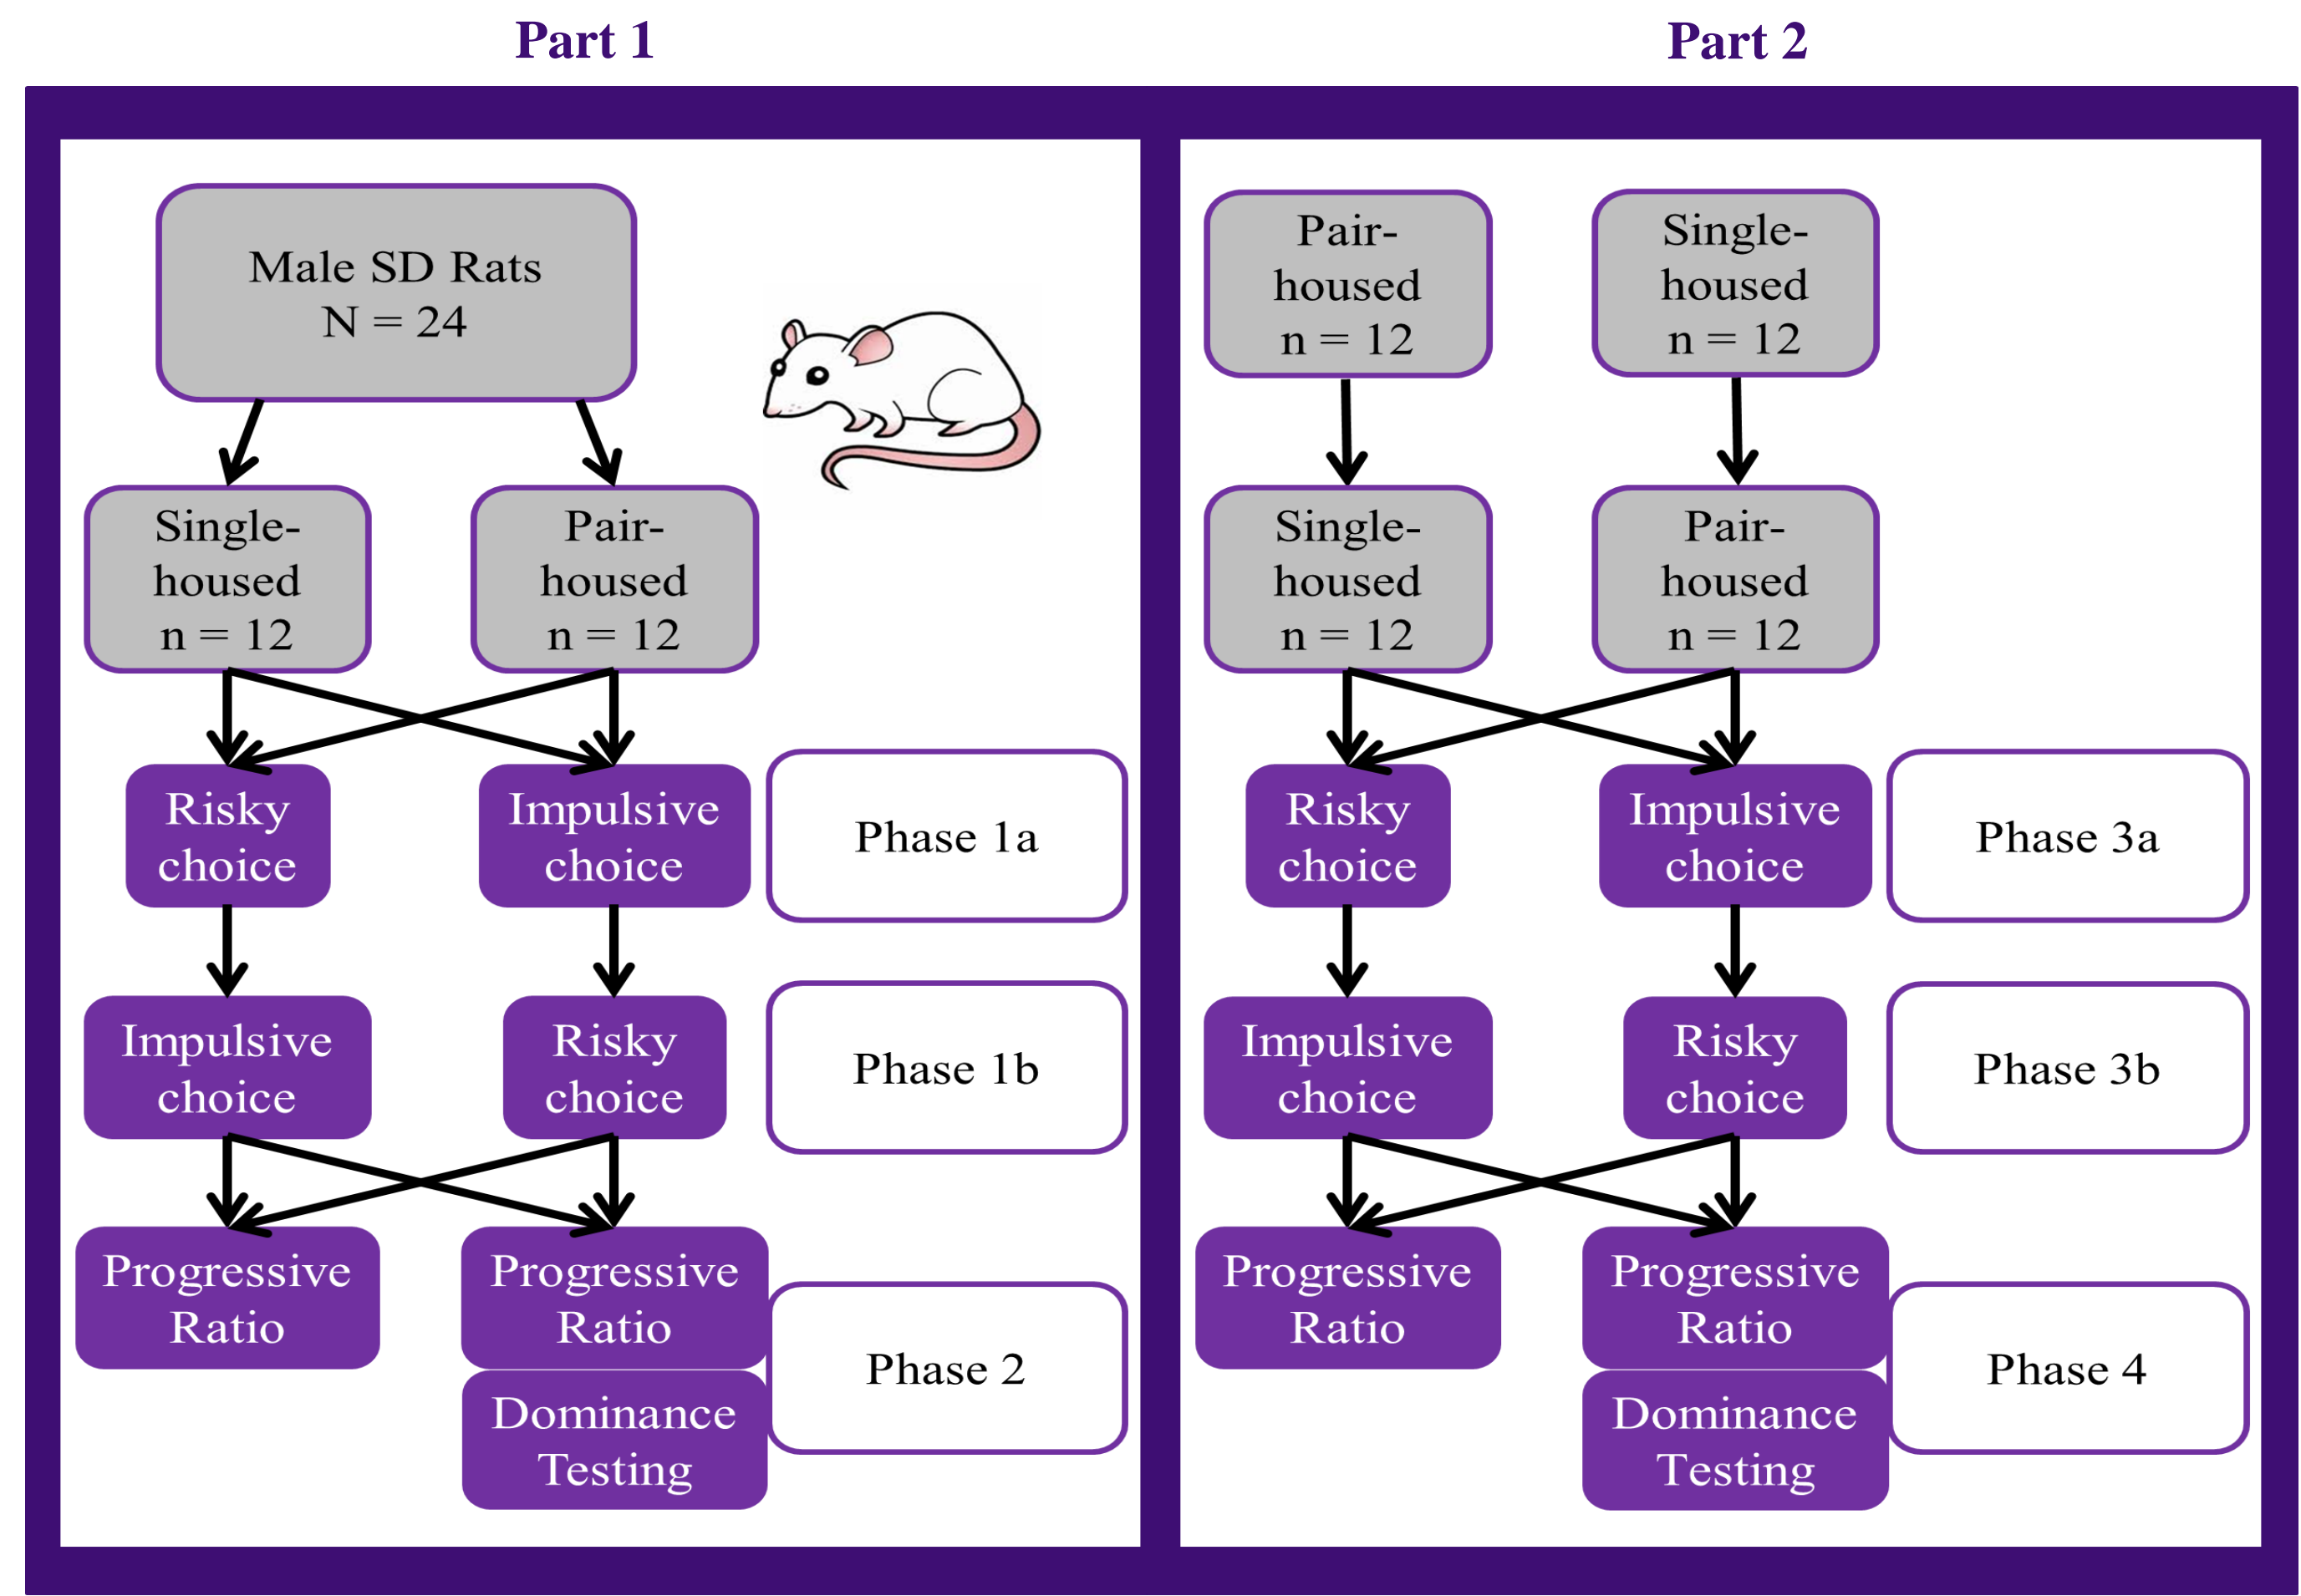 Part 1
Male SD Rats
N = 24
Single-
housed
n = 12
Pair-
housed
n = 12
Risky
choice
Impulsive
choice
Phase 1a
Impulsive
choice
Risky
choice
Phase 1b
Progressive
Ratio
Progressive
Ratio
Dominance
Testing
Phase 2
Part 2
Pair-
housed
n = 12
Single-
housed
n = 12
Single-
housed
n = 12
Pair-
housed
n = 12
Risky
choice
Impulsive
choice
Phase 3a
Impulsive
choice
Risky
choice
Phase 3b
Progressive
Ratio
Progressive
Ratio
Dominance
Testing
Phase 4